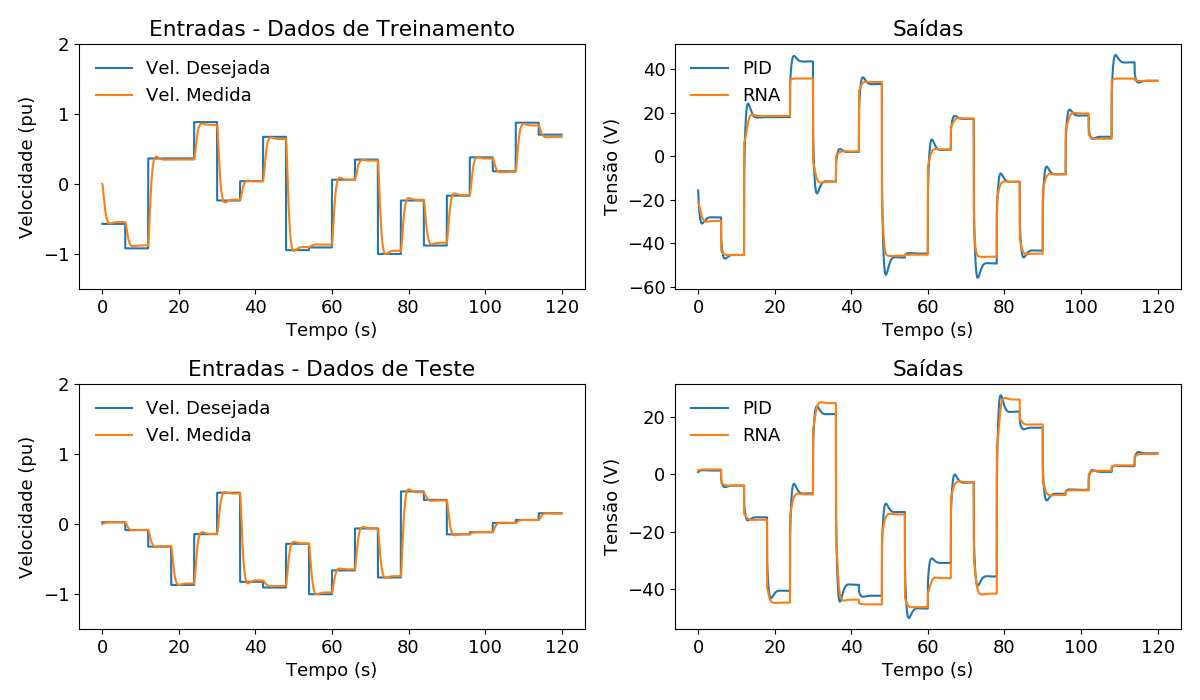 Entradas - Dados de Treinamento
Vel. Desejada
Vel. Medida
Velocidade (pu)
2
1
0
−1
0 20 40 60 80 100 120
Tempo (s)
Saídas
PID
RNA
Tensão (V)
40
20
0
−20
−40
−60
0 20 40 60 80 100 120
Tempo (s)
Entradas - Dados de Teste
Vel. Desejada
Vel. Medida
Velocidade (pu)
2
1
0
−1
0 20 40 60 80 100 120
Tempo (s)
Saídas
PID
RNA
Tensão (V)
20
0
−20
−40
0 20 40 60 80 100 120
Tempo (s)